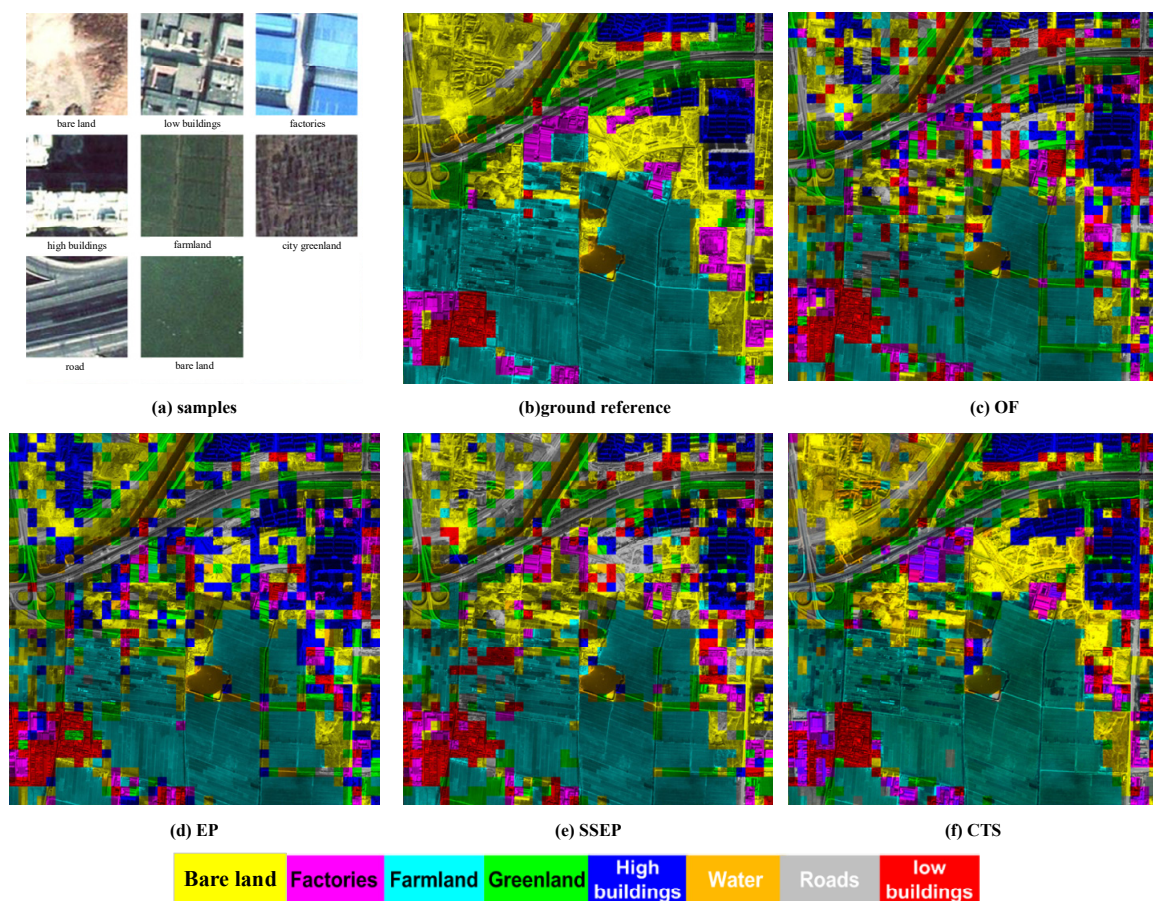 bare land
low buildings
factories
high buildings
farmland
city greenland
road
bare land
(a) samples
(b)ground reference
(c) OF
(d) EP
(e) SSEP
(f) CTS
Bare land
Factories
Farmland
Greenland
High
buildings
Water
Roads
low
buildings